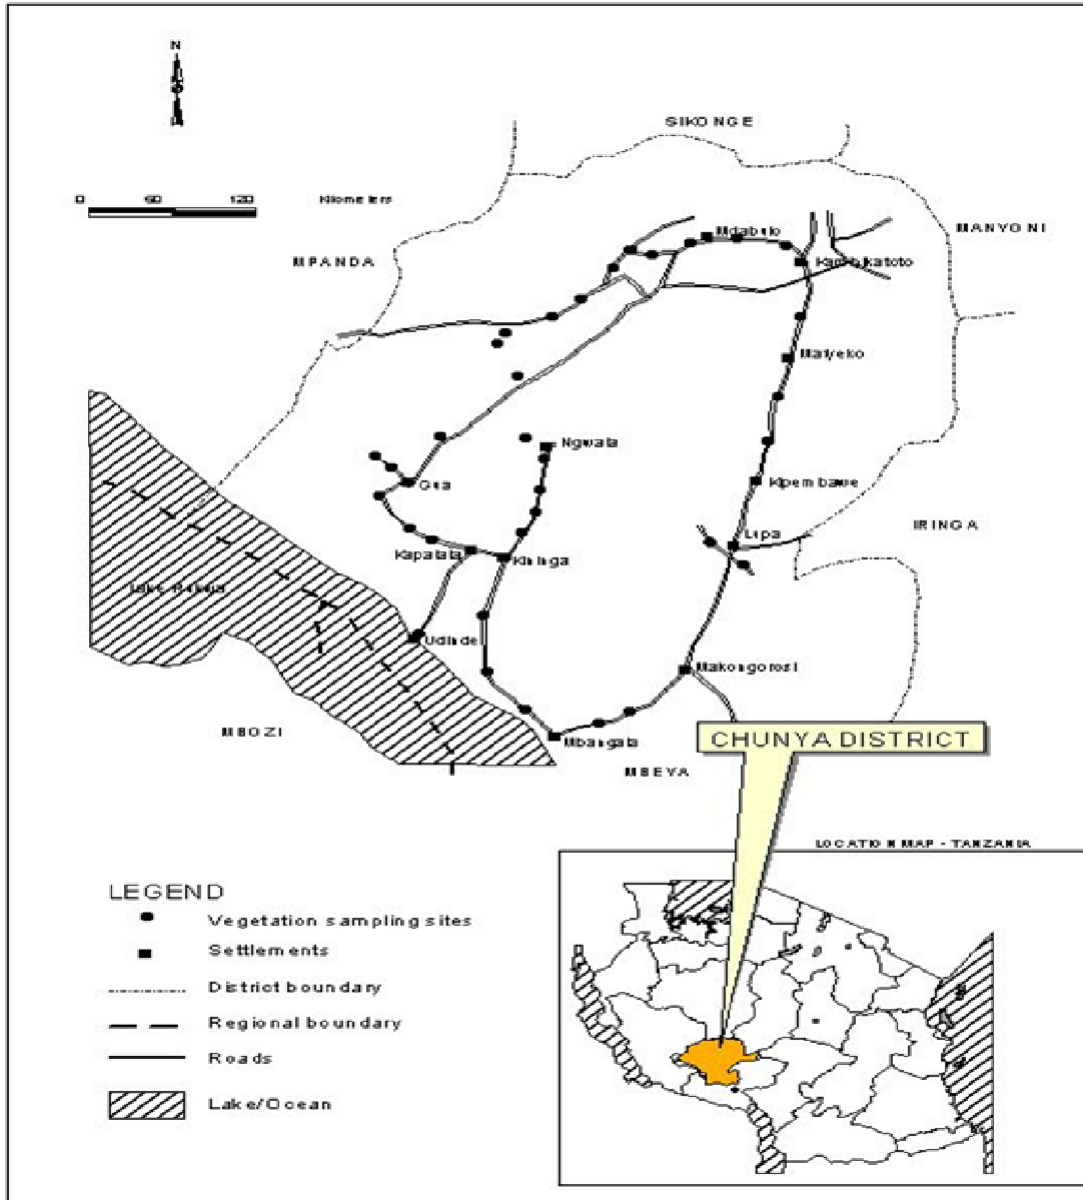 N
SIKONGE
0 60 120
Kilometers
MANYONI
Mdabulo
MPANDA
Kambikatoto
Matyeko
Ngwala
Gua
Kipembawe
IRINGA
Lupa
Kapalala
Lake Rukwa
Udinde
Makongorosi
MBOZI
Mbangala
CHUNYA DISTRICT
MBEYA
LOCATION MAP - TANZANIA
LEGEND
Vegetation sampling sites
Settlements
District boundary
Regional boundary
Roads
Lake/Ocean